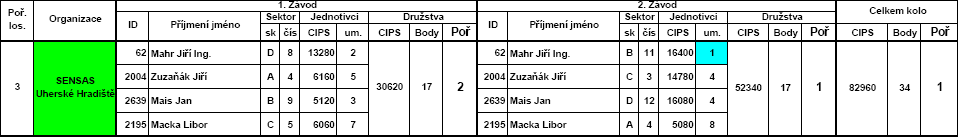 Poř. los. Organizace 1. Závod 2. Závod Celkem kolo
ID Příjmení jméno Sektor Jednotivci Družstva ID Příjmení jméno Sektor Jednotivci Družstva
sk čís CIPS um. CIPS Body Poř sk čís CIPS um. CIPS Body Poř CIPS Body Poř
3 SENSAS Uherské Hradiště 30620 17 2 52340 17 1 82960 34 1
62 Mahr Jiří Ing. D 8 13280 2 62 Mahr Jiří Ing. B 11 16400 1
2004 Zuzaňák Jiří A 4 6160 5 2004 Zuzaňák Jiří C 3 14780 4
2639 Mais Jan B 9 5120 3 2639 Mais Jan D 12 16080 4
2195 Macka Libor C 5 6060 7 2195 Macka Libor A 4 5080 8